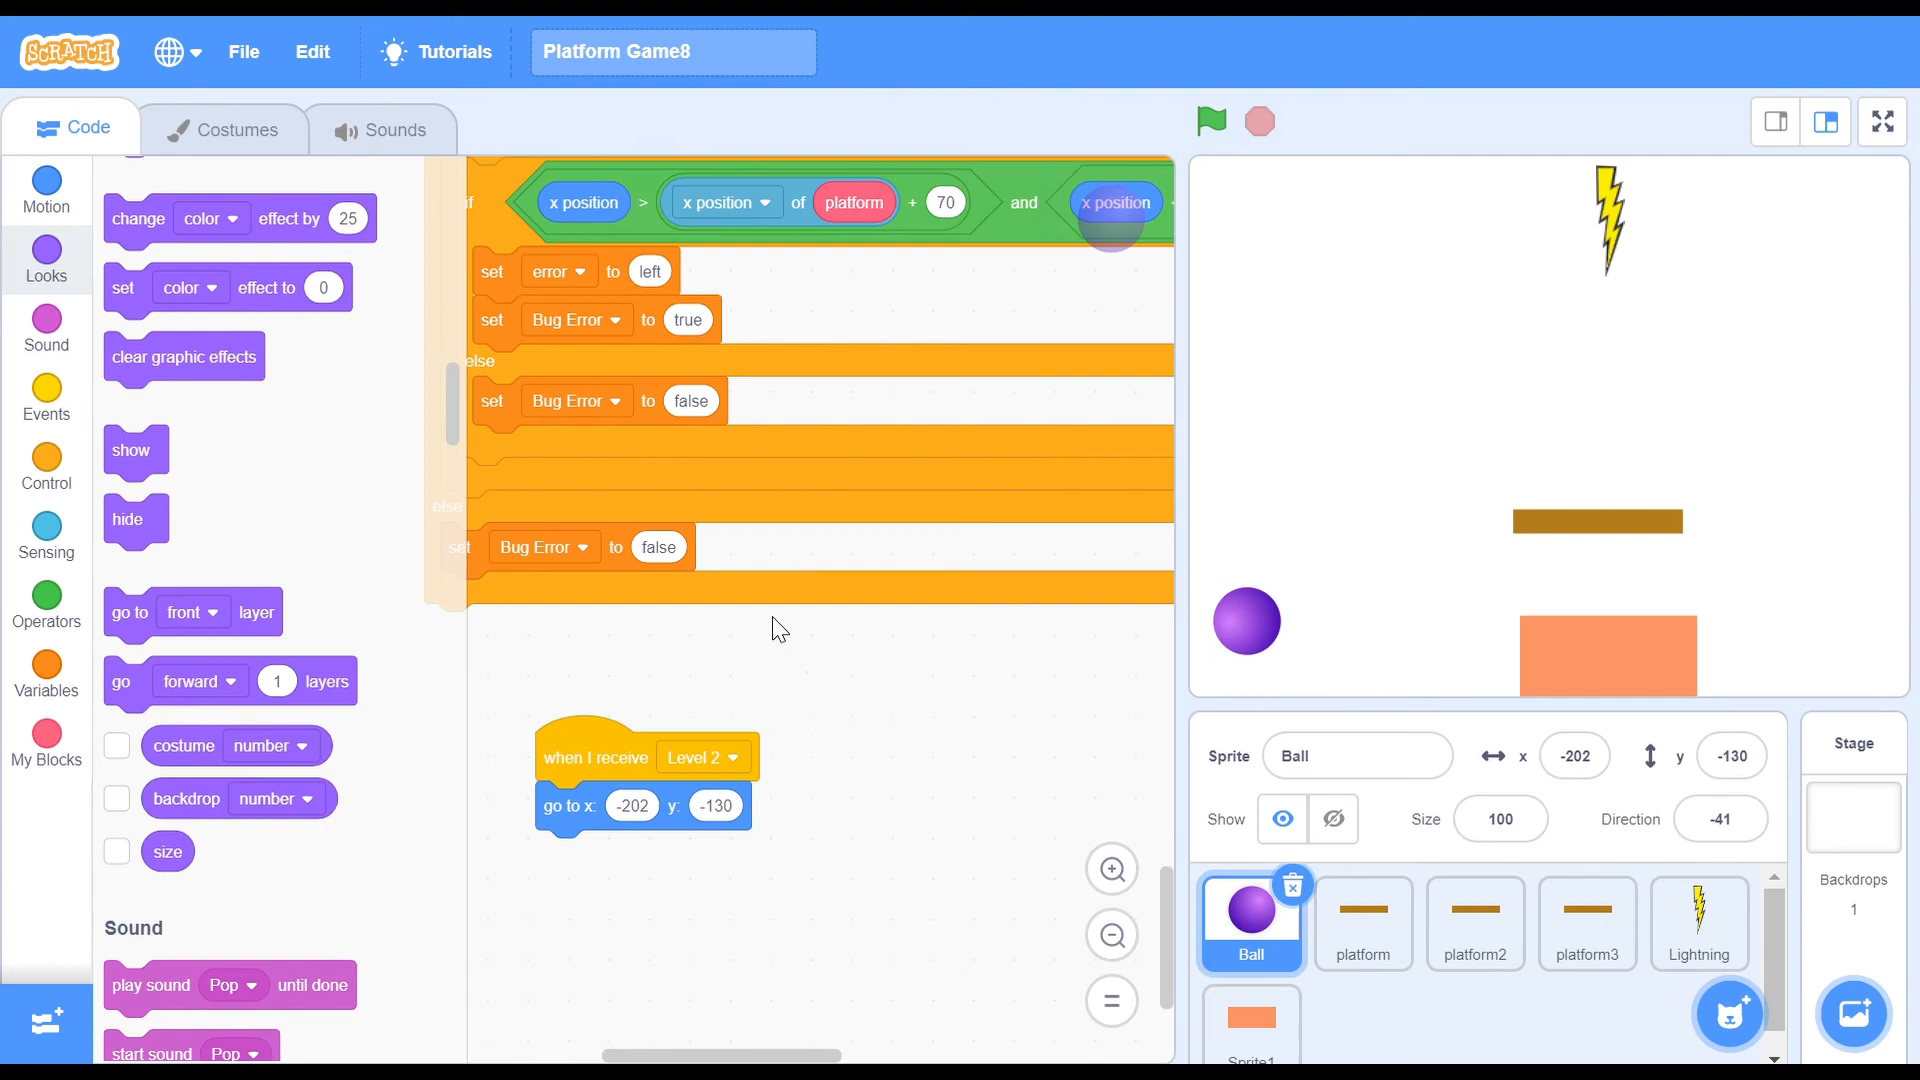 SCRATCH File Edit Tutorials Platform Game8
Code Costumes Sounds
Motion
Looks
Sound
Events
Control
Sensing
Operators
Variables
My Blocks
change color effect by 25
set color effect to 0
clear graphic effects
show
hide
go to front layer
go forward 1 layers
costume number
backdrop number
size
Sound
play sound Pop until done
start sound Pop
if x position > x position of platform + 70 and x position
set error to left
set Bug Error to true
else
set Bug Error to false
else
set Bug Error to false
when I receive Level 2
go to x: -202 y: -130
Sprite Ball x -202 y -130
Show Size 100 Direction -41
Ball platform platform2 platform3 Lightning
Sprite1
Stage
Backdrops
1